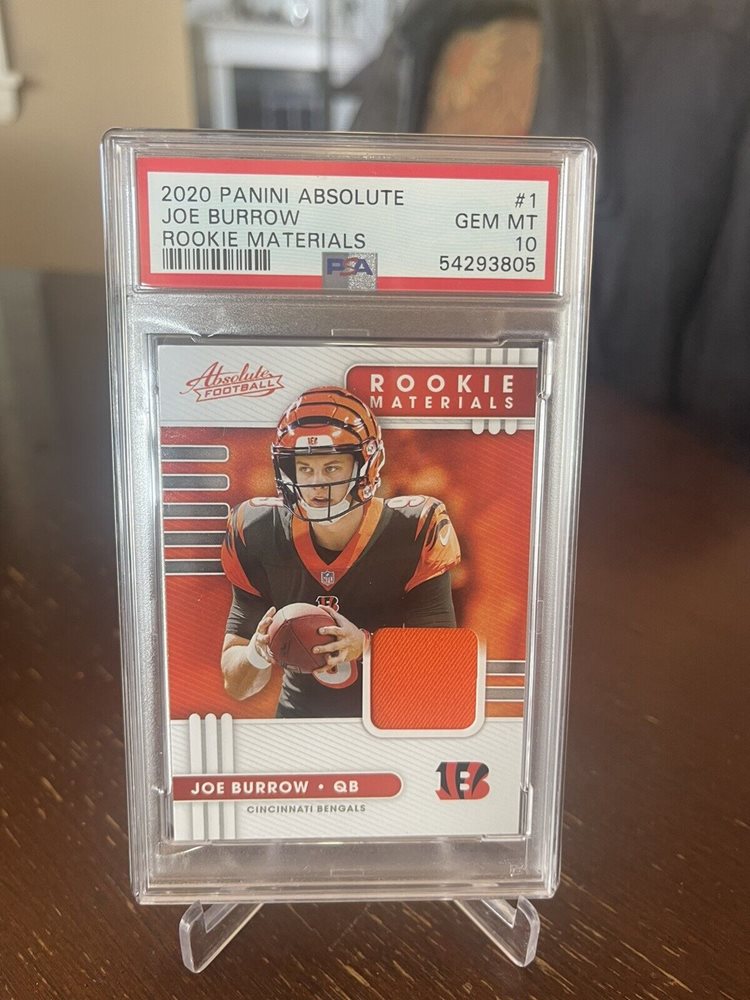 2020 PANINI ABSOLUTE #1
JOE BURROW GEM MT
ROOKIE MATERIALS 10
PSA 54293805
Absolute
FOOTBALL
ROOKIE
MATERIALS
B
NFL
B
JOE BURROW • QB
B
CINCINNATI BENGALS